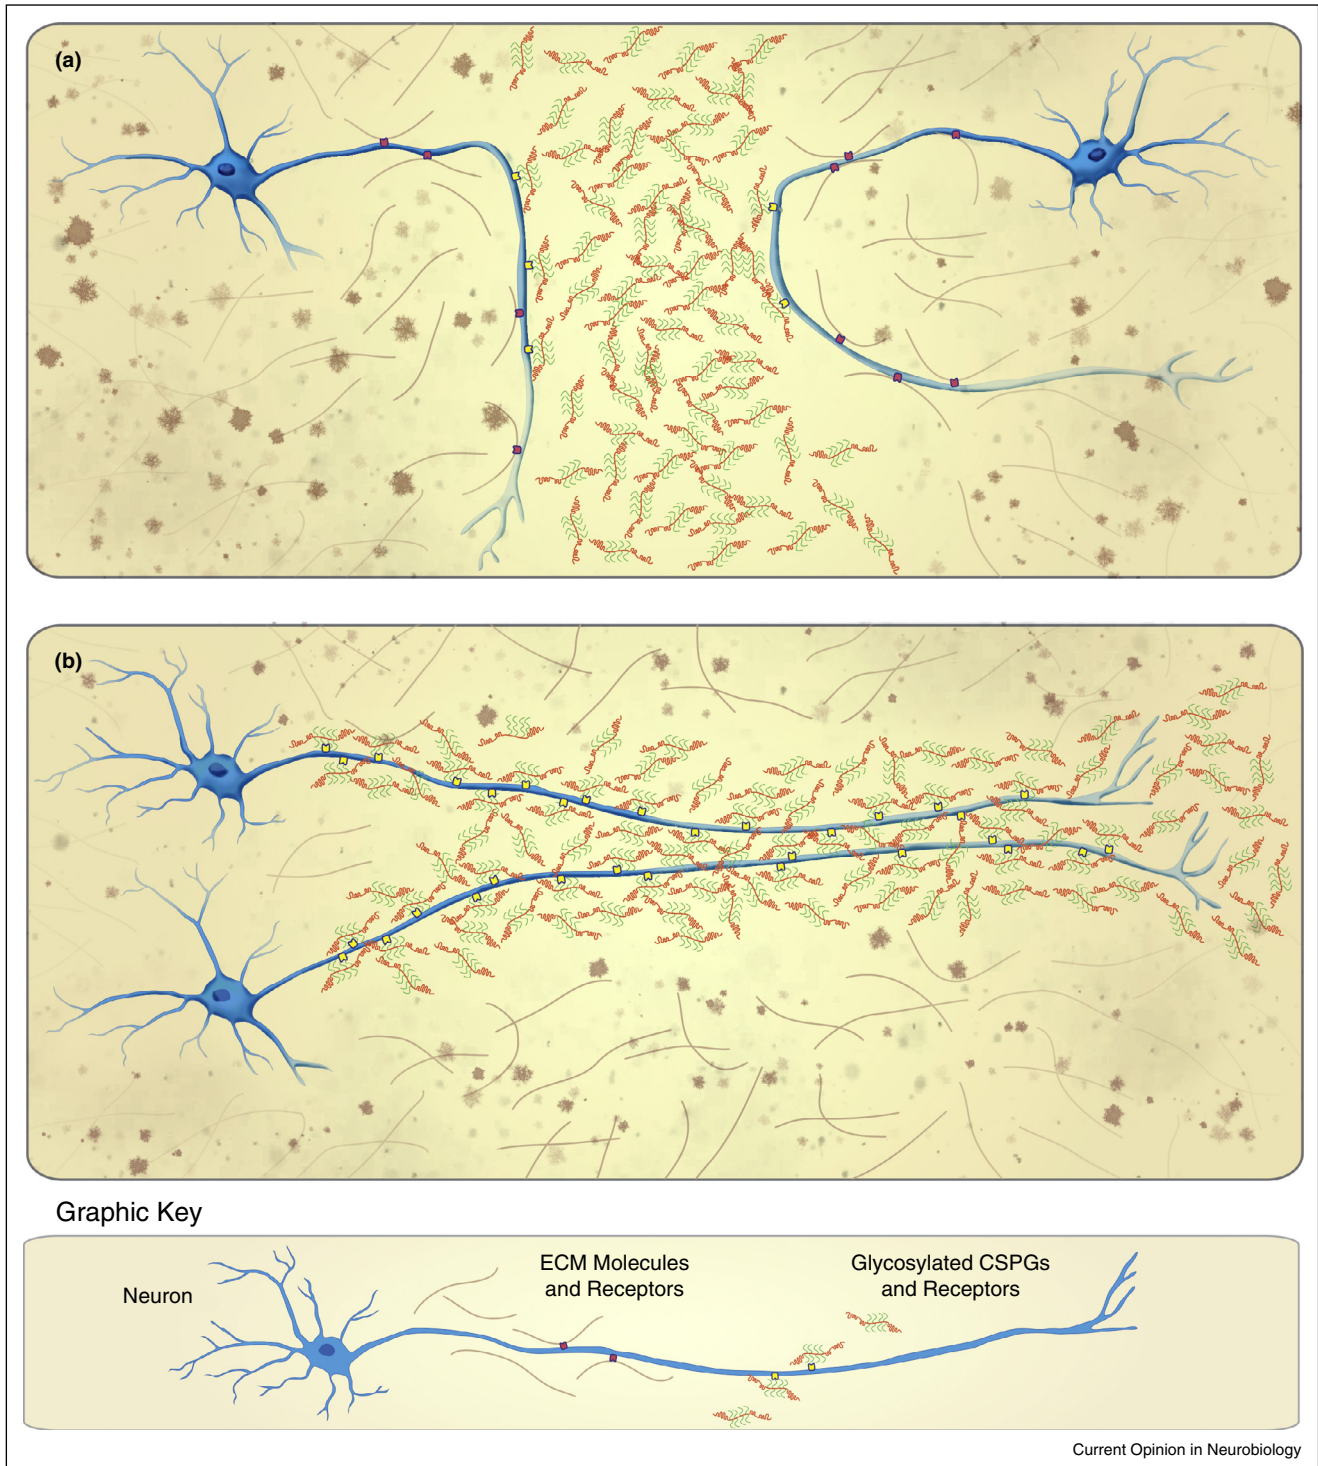 (a)
(b)
Graphic Key
Neuron
ECM Molecules
and Receptors
Glycosylated CSPGs
and Receptors
Current Opinion in Neurobiology